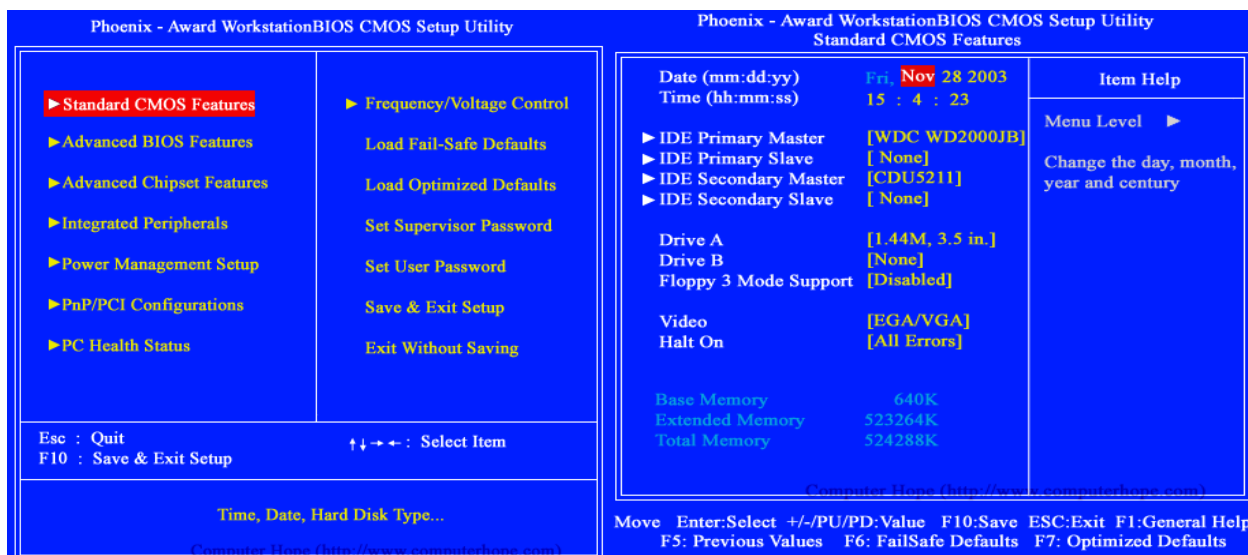 Phoenix - Award WorkstationBIOS CMOS Setup Utility
►Standard CMOS Features
►Advanced BIOS Features
►Advanced Chipset Features
►Integrated Peripherals
►Power Management Setup
►PnP/PCI Configurations
►PC Health Status
► Frequency/Voltage Control
Load Fail-Safe Defaults
Load Optimized Defaults
Set Supervisor Password
Set User Password
Save & Exit Setup
Exit Without Saving
Esc : Quit
F10 : Save & Exit Setup
↑↓→← : Select Item
Time, Date, Hard Disk Type...
Computer Hope (http://www.computerhope.com)
Phoenix - Award WorkstationBIOS CMOS Setup Utility
Standard CMOS Features
Date (mm:dd:yy) Fri, Nov 28 2003
Time (hh:mm:ss) 15 : 4 : 23
► IDE Primary Master [WDC WD2000JB]
► IDE Primary Slave [ None]
► IDE Secondary Master [CDU5211]
► IDE Secondary Slave [ None]
Drive A [1.44M, 3.5 in.]
Drive B [None]
Floppy 3 Mode Support [Disabled]
Video [EGA/VGA]
Halt On [All Errors]
Base Memory 640K
Extended Memory 523264K
Total Memory 524288K
Item Help
Menu Level ►
Change the day, month,
year and century
Computer Hope (http://www.computerhope.com)
Move Enter:Select +/-/PU/PD:Value F10:Save ESC:Exit F1:General Help
F5: Previous Values F6: FailSafe Defaults F7: Optimized Defaults